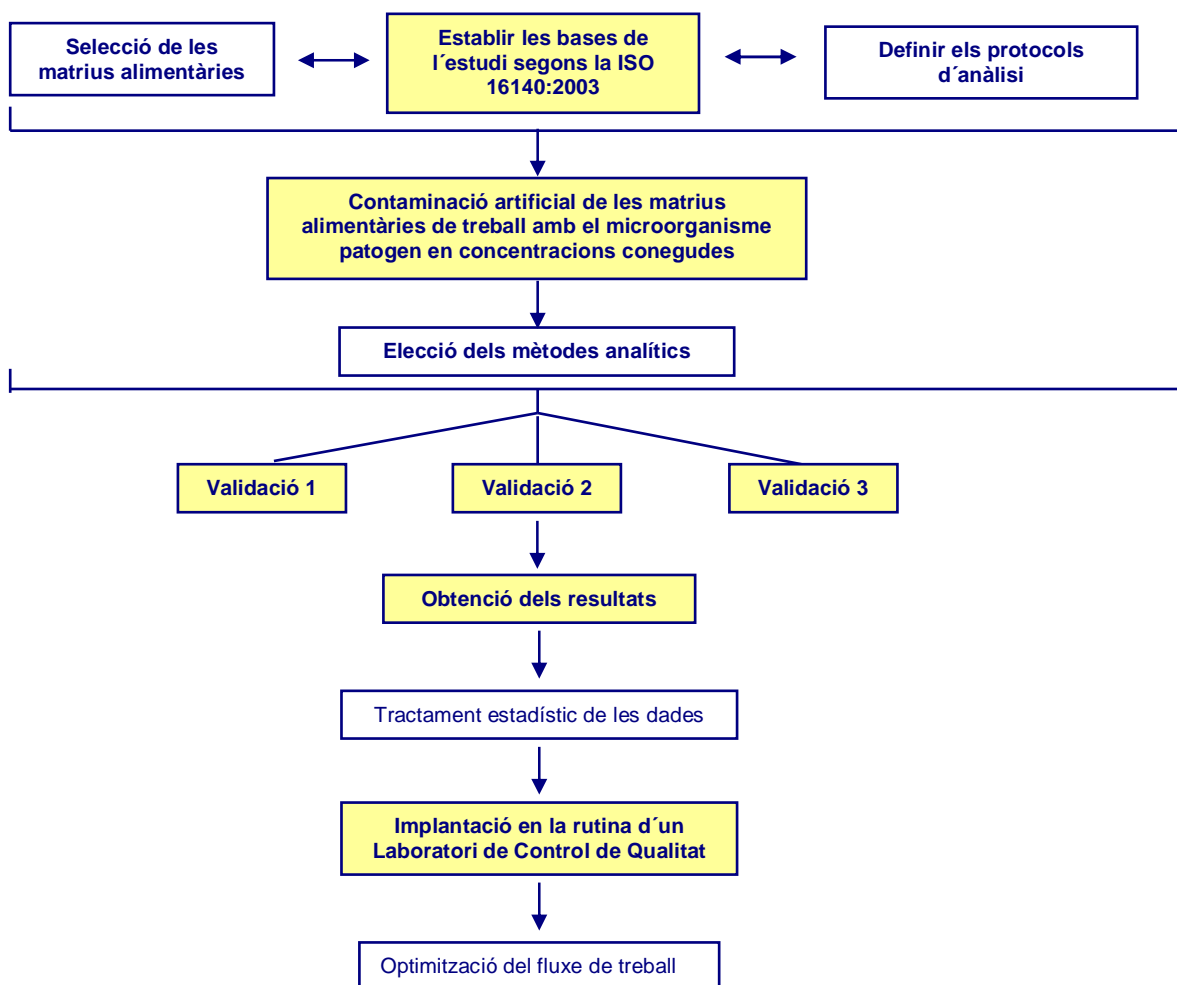 Selecció de les
matrius alimentàries
Establir les bases de
l´estudi segons la ISO
16140:2003
Definir els protocols
d´anàlisi
Contaminació artificial de les matrius
alimentàries de treball amb el microorganisme
patogen en concentracions conegudes
Elecció dels mètodes analítics
Validació 1
Validació 2
Validació 3
Obtenció dels resultats
Tractament estadístic de les dades
Implantació en la rutina d´un
Laboratori de Control de Qualitat
Optimització del fluxe de treball